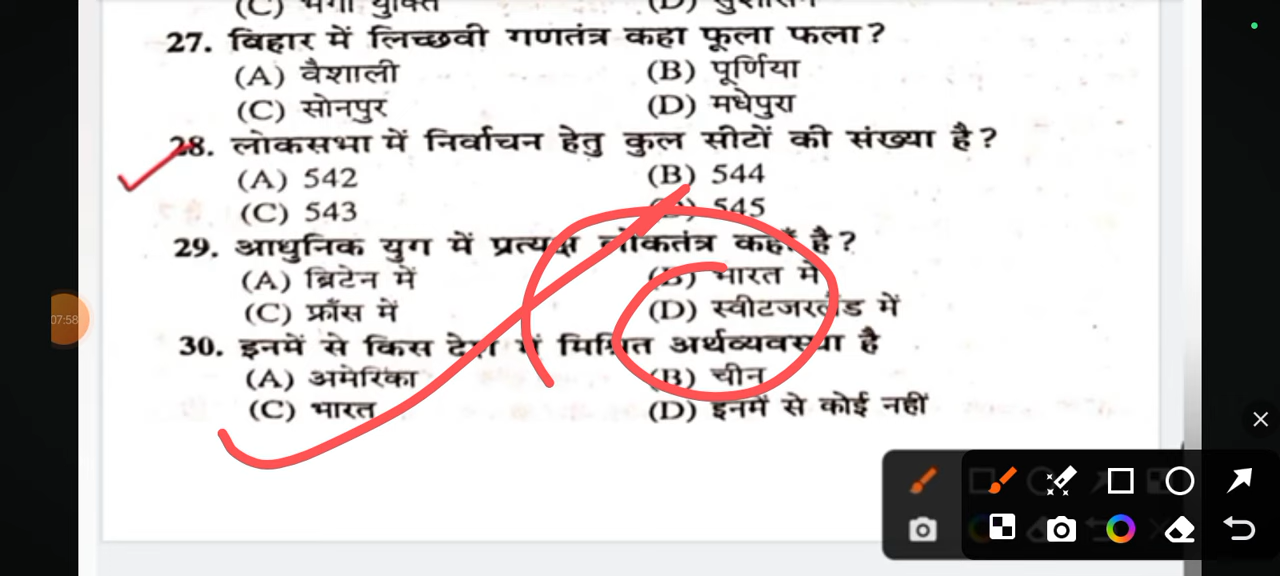 (C) भंगी युक्ति (D) सुशासन
27. बिहार में लिच्छवी गणतंत्र कहा फूला फला?
(A) वैशाली (B) पूर्णिया
(C) सोनपुर (D) मधेपुरा
28. लोकसभा में निर्वाचन हेतु कुल सीटों की संख्या है?
(A) 542 (B) 544
(C) 543 (D) 545
29. आधुनिक युग में प्रत्यक्ष लोकतंत्र कहाँ है?
(A) ब्रिटेन में (B) भारत में
(C) फ्राँस में (D) स्वीटजरलैंड में
30. इनमें से किस देश में मिश्रित अर्थव्यवस्था है
(A) अमेरिका (B) चीन
(C) भारत (D) इनमें से कोई नहीं
07:58